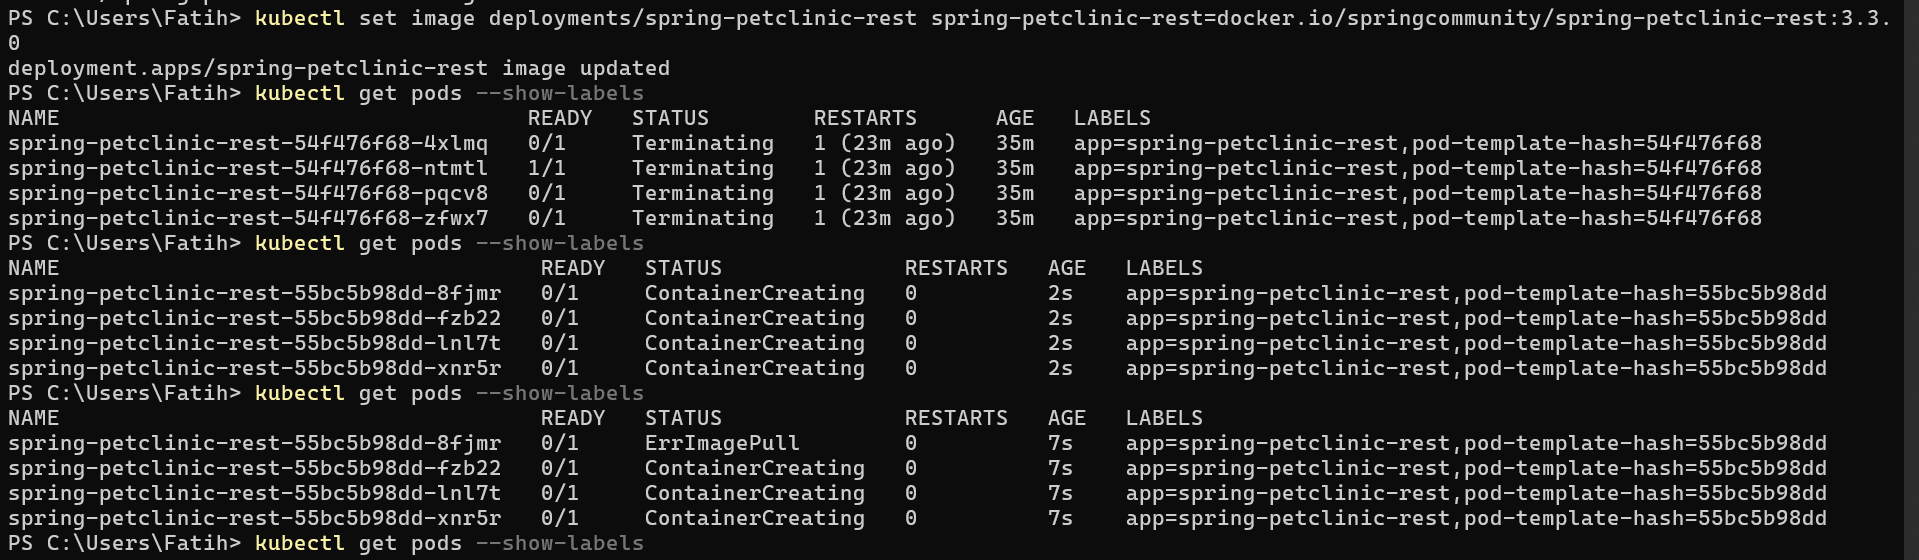 PS C:\Users\Fatih> kubectl set image deployments/spring-petclinic-rest spring-petclinic-rest=docker.io/springcommunity/spring-petclinic-rest:3.3.
0
deployment.apps/spring-petclinic-rest image updated
PS C:\Users\Fatih> kubectl get pods --show-labels
NAME READY STATUS RESTARTS AGE LABELS
spring-petclinic-rest-54f476f68-4xlmq 0/1 Terminating 1 (23m ago) 35m app=spring-petclinic-rest,pod-template-hash=54f476f68
spring-petclinic-rest-54f476f68-ntmtl 1/1 Terminating 1 (23m ago) 35m app=spring-petclinic-rest,pod-template-hash=54f476f68
spring-petclinic-rest-54f476f68-pqcv8 0/1 Terminating 1 (23m ago) 35m app=spring-petclinic-rest,pod-template-hash=54f476f68
spring-petclinic-rest-54f476f68-zfwx7 0/1 Terminating 1 (23m ago) 35m app=spring-petclinic-rest,pod-template-hash=54f476f68
PS C:\Users\Fatih> kubectl get pods --show-labels
NAME READY STATUS RESTARTS AGE LABELS
spring-petclinic-rest-55bc5b98dd-8fjmr 0/1 ContainerCreating 0 2s app=spring-petclinic-rest,pod-template-hash=55bc5b98dd
spring-petclinic-rest-55bc5b98dd-fzb22 0/1 ContainerCreating 0 2s app=spring-petclinic-rest,pod-template-hash=55bc5b98dd
spring-petclinic-rest-55bc5b98dd-lnl7t 0/1 ContainerCreating 0 2s app=spring-petclinic-rest,pod-template-hash=55bc5b98dd
spring-petclinic-rest-55bc5b98dd-xnr5r 0/1 ContainerCreating 0 2s app=spring-petclinic-rest,pod-template-hash=55bc5b98dd
PS C:\Users\Fatih> kubectl get pods --show-labels
NAME READY STATUS RESTARTS AGE LABELS
spring-petclinic-rest-55bc5b98dd-8fjmr 0/1 ErrImagePull 0 7s app=spring-petclinic-rest,pod-template-hash=55bc5b98dd
spring-petclinic-rest-55bc5b98dd-fzb22 0/1 ContainerCreating 0 7s app=spring-petclinic-rest,pod-template-hash=55bc5b98dd
spring-petclinic-rest-55bc5b98dd-lnl7t 0/1 ContainerCreating 0 7s app=spring-petclinic-rest,pod-template-hash=55bc5b98dd
spring-petclinic-rest-55bc5b98dd-xnr5r 0/1 ContainerCreating 0 7s app=spring-petclinic-rest,pod-template-hash=55bc5b98dd
PS C:\Users\Fatih> kubectl get pods --show-labels